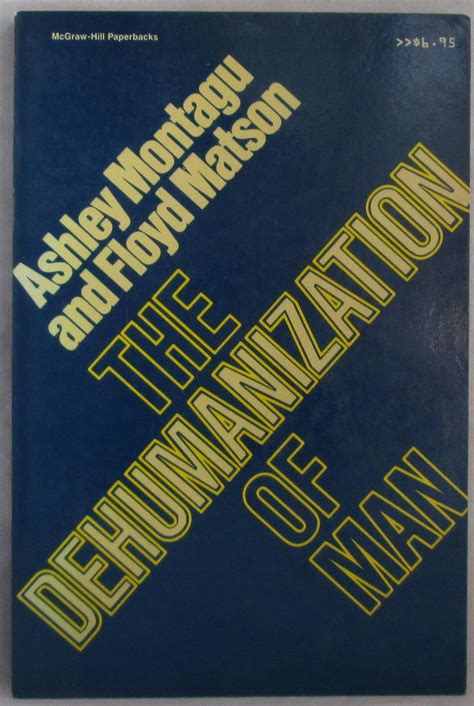 McGraw-Hill Paperbacks
>>$6.95
Ashley Montagu
and Floyd Matson
THE
DEHUMANIZATION
OF
MAN